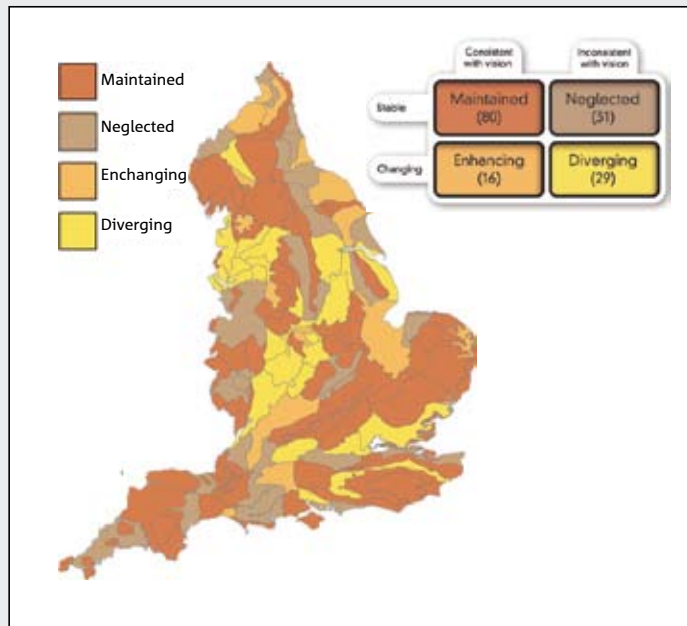 Maintained
Neglected
Enchanging
Diverging
Consistent with vision
Inconsistent with vision
Stable
Maintained (80)
Neglected (31)
Changing
Enhancing (16)
Diverging (29)